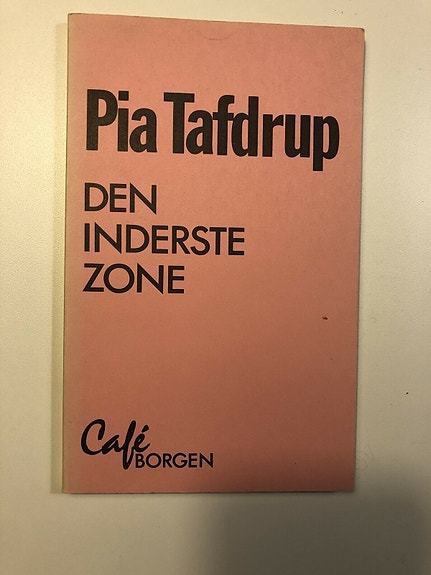 Pia Tafdrup
DEN
INDERSTE
ZONE
Café
BORGEN